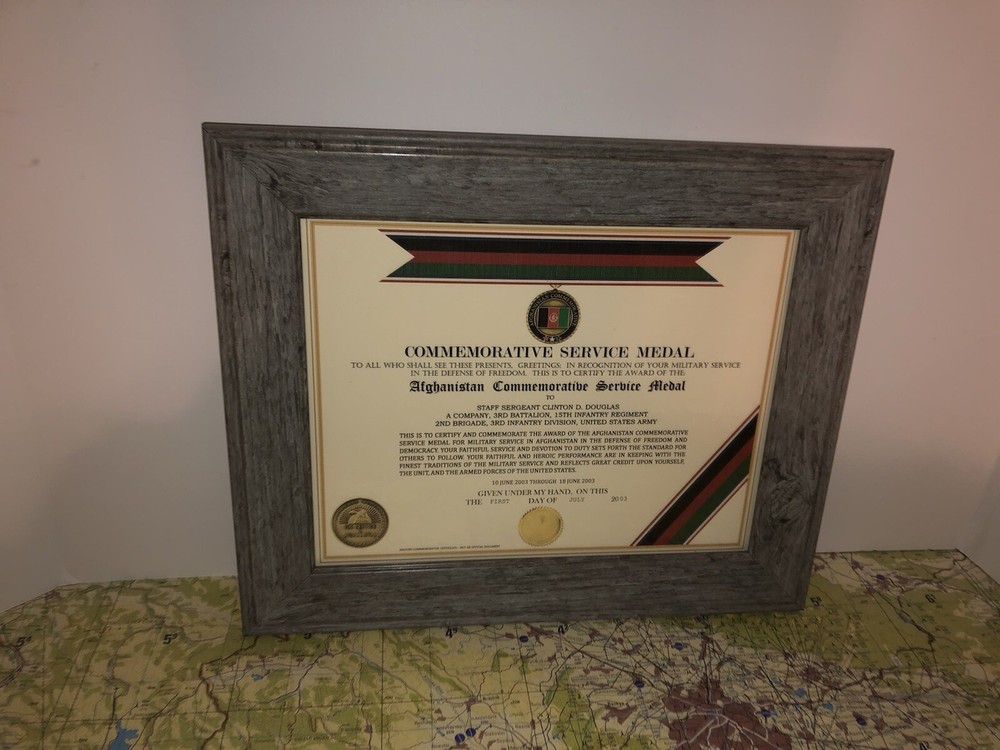 COMMEMORATIVE SERVICE MEDAL
TO ALL WHO SHALL SEE THESE PRESENTS, GREETINGS: IN RECOGNITION OF YOUR MILITARY SERVICE
IN THE DEFENSE OF FREEDOM, THIS IS TO CERTIFY THE AWARD OF THE:
Afghanistan Commemorative Service Medal
TO
STAFF SERGEANT CLINTON D. DOUGLAS
A COMPANY, 3RD BATTALION, 15TH INFANTRY REGIMENT
2ND BRIGADE, 3RD INFANTRY DIVISION, UNITED STATES ARMY
THIS IS TO CERTIFY AND COMMEMORATE THE AWARD OF THE AFGHANISTAN COMMEMORATIVE
SERVICE MEDAL FOR MILITARY SERVICE IN AFGHANISTAN IN THE DEFENSE OF FREEDOM AND
DEMOCRACY. YOUR FAITHFUL SERVICE AND DEVOTION TO DUTY SETS FORTH THE STANDARD FOR
OTHERS TO FOLLOW. YOUR FAITHFUL AND HEROIC PERFORMANCE ARE IN KEEPING WITH THE
FINEST TRADITIONS OF THE MILITARY SERVICE AND REFLECTS GREAT CREDIT UPON YOURSELF,
THE UNIT, AND THE ARMED FORCES OF THE UNITED STATES.
10 JUNE 2003 THROUGH 18 JUNE 2003
GIVEN UNDER MY HAND, ON THIS
THE FIRST DAY OF JULY 2003
MILITARY COMMEMORATIVE CERTIFICATE - NOT AN OFFICIAL DOCUMENT